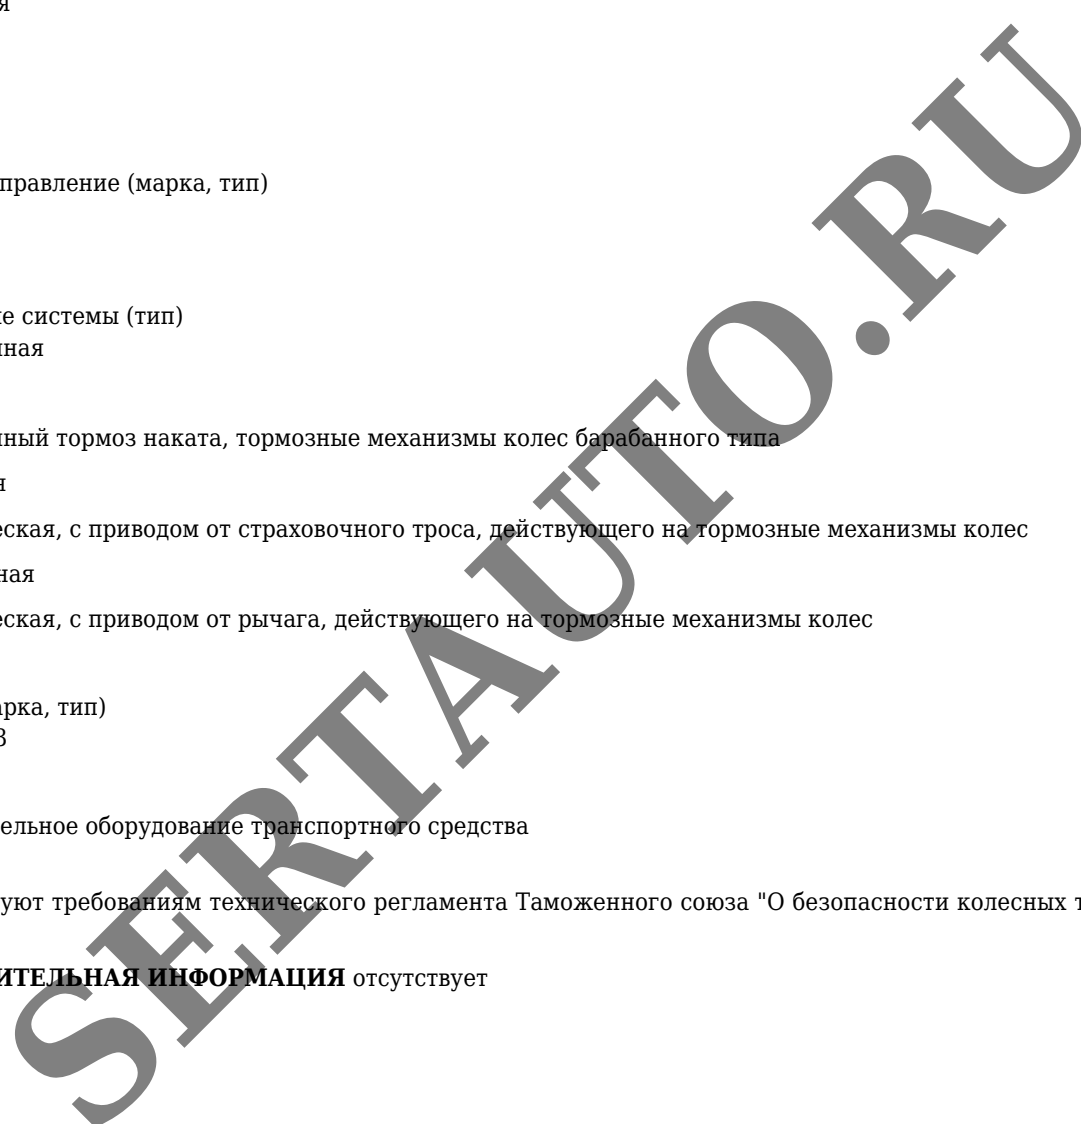 я
правление (марка, тип)
е системы (тип)
ная
ный тормоз наката, тормозные механизмы колес барабанного типа
я
еская, с приводом от страховочного троса, действующего на тормозные механизмы колес
ная
еская, с приводом от рычага, действующего на тормозные механизмы колес
арка, тип)
3
ельное оборудование транспортного средства
уют требованиям технического регламента Таможенного союза "О безопасности колесных т
ИТЕЛЬНАЯ ИНФОРМАЦИЯ отсутствует
SERTAUTO.RU